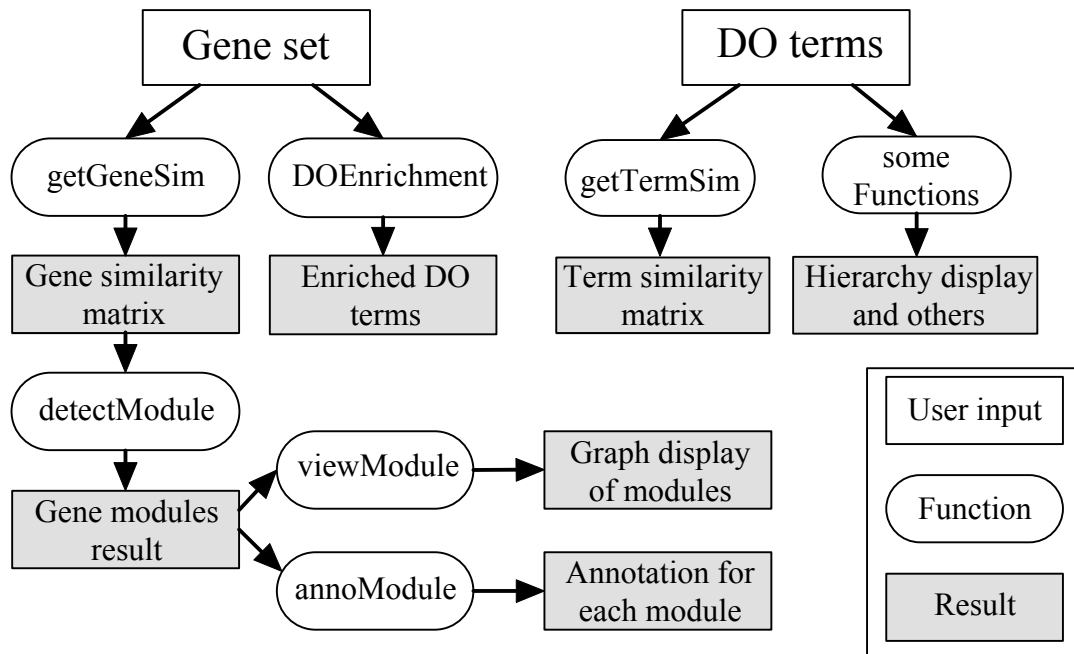 Gene set
DO terms
getGeneSim
DOEnrichment
getTermSim
some
Functions
Gene similarity
matrix
Enriched DO
terms
Term similarity
matrix
Hierarchy display
and others
detectModule
viewModule
Graph display
of modules
Gene modules
result
annoModule
Annotation for
each module
User input
Function
Result